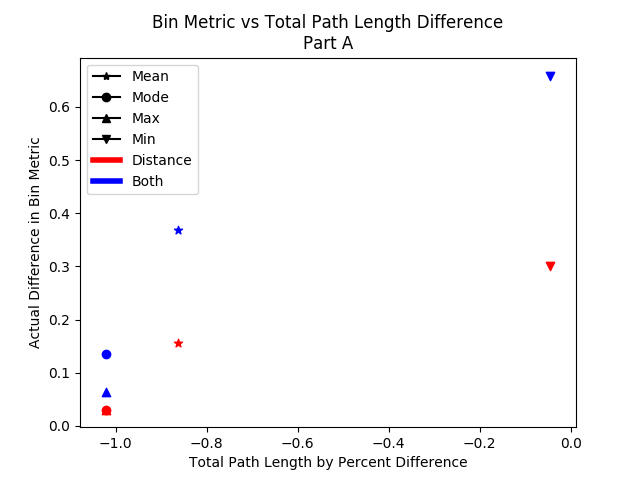 Bin Metric vs Total Path Length Difference
Part A
Mean
Mode
Max
Min
Distance
Both
Actual Difference in Bin Metric
0.6
0.5
0.4
0.3
0.2
0.1
0.0
−1.0 −0.8 −0.6 −0.4 −0.2 0.0
Total Path Length by Percent Difference